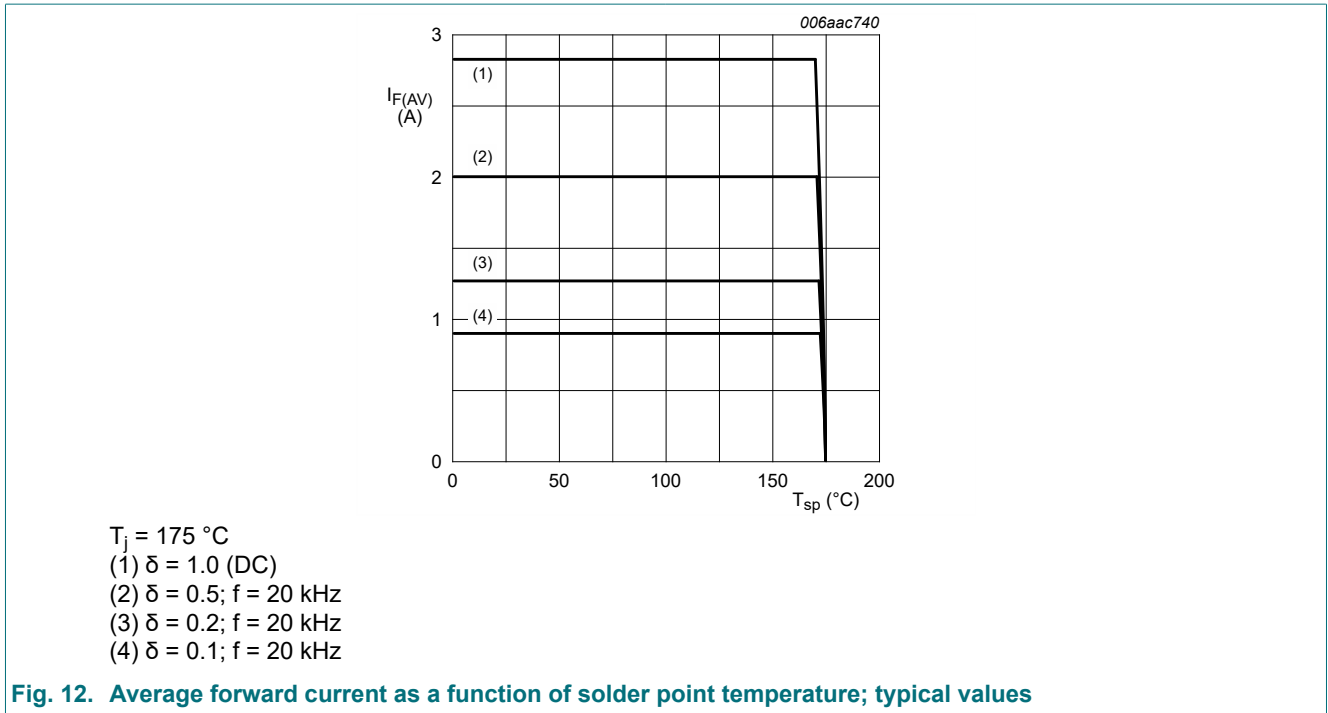 006aac740
3
(1)
I_F(AV)
(A)
(2)
2
(3)
1
(4)
0
0 50 100 150 200
T_sp (°C)
T_j = 175 °C
(1) δ = 1.0 (DC)
(2) δ = 0.5; f = 20 kHz
(3) δ = 0.2; f = 20 kHz
(4) δ = 0.1; f = 20 kHz
Fig. 12. Average forward current as a function of solder point temperature; typical values